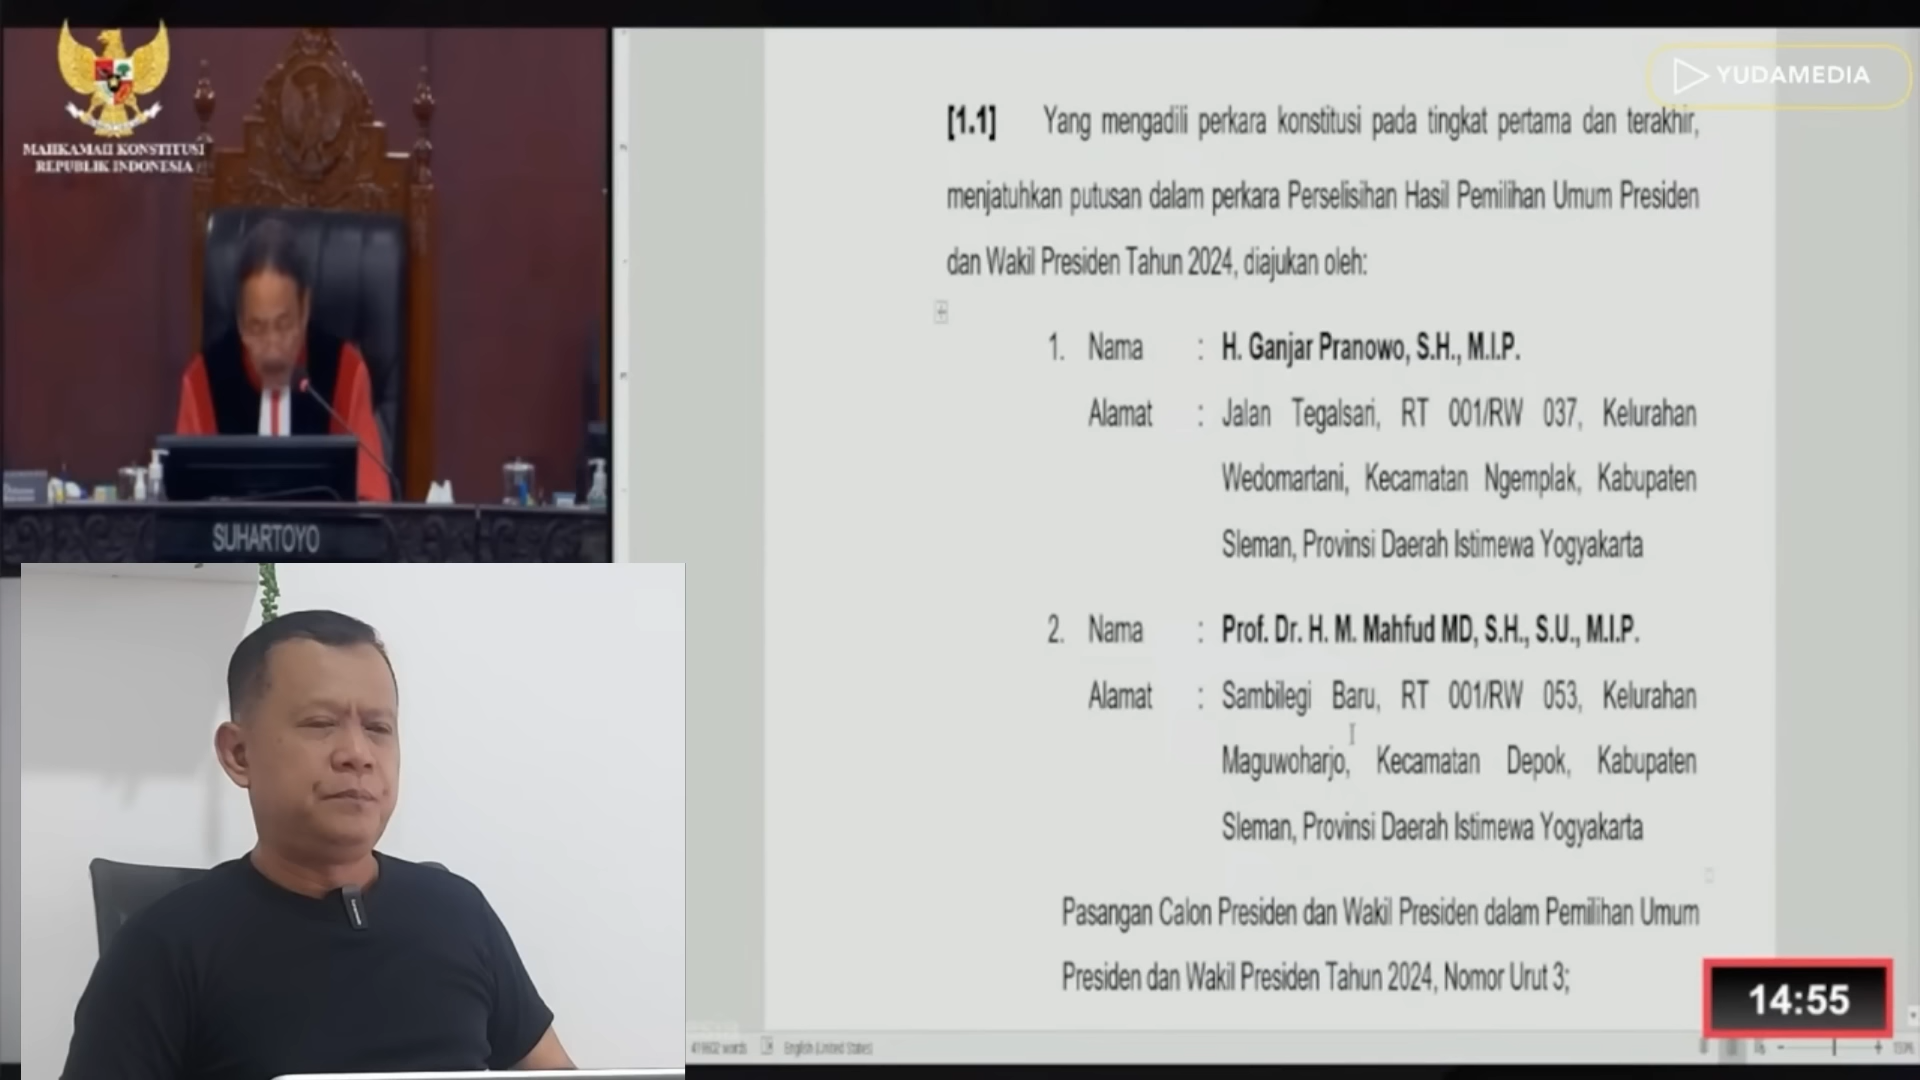 MAHKAMAH KONSTITUSI
REPUBLIK INDONESIA
SUHARTOYO
YUDAMEDIA
[1.1] Yang mengadili perkara konstitusi pada tingkat pertama dan terakhir,
menjatuhkan putusan dalam perkara Perselisihan Hasil Pemilihan Umum Presiden
dan Wakil Presiden Tahun 2024, diajukan oleh:
1. Nama : H. Ganjar Pranowo, S.H., M.I.P.
Alamat : Jalan Tegalsari, RT 001/RW 037, Kelurahan
Wedomartani, Kecamatan Ngemplak, Kabupaten
Sleman, Provinsi Daerah Istimewa Yogyakarta
2. Nama : Prof. Dr. H. M. Mahfud MD, S.H., S.U., M.I.P.
Alamat : Sambilegi Baru, RT 001/RW 053, Kelurahan
Maguwoharjo, Kecamatan Depok, Kabupaten
Sleman, Provinsi Daerah Istimewa Yogyakarta
Pasangan Calon Presiden dan Wakil Presiden dalam Pemilihan Umum
Presiden dan Wakil Presiden Tahun 2024, Nomor Urut 3;
14:55
words English (United States)